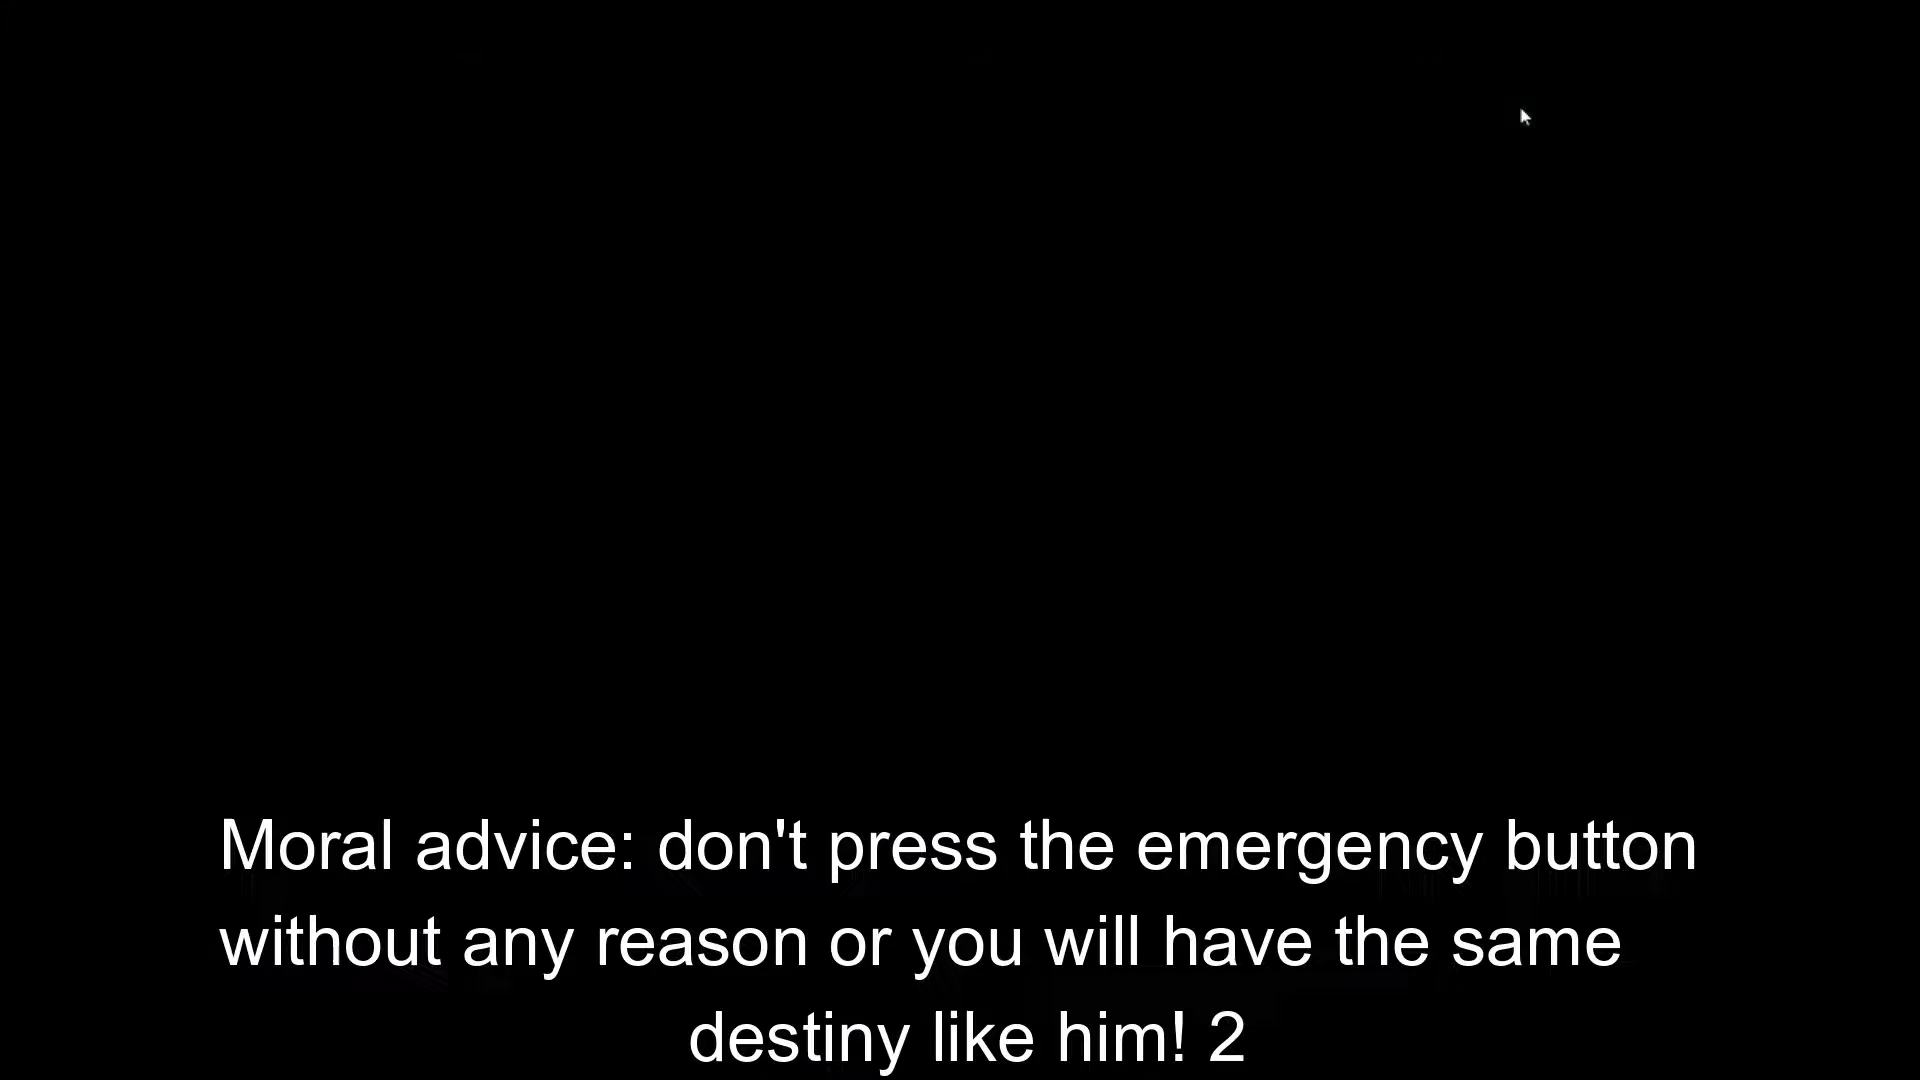 Moral advice: don't press the emergency button
without any reason or you will have the same
destiny like him! 2